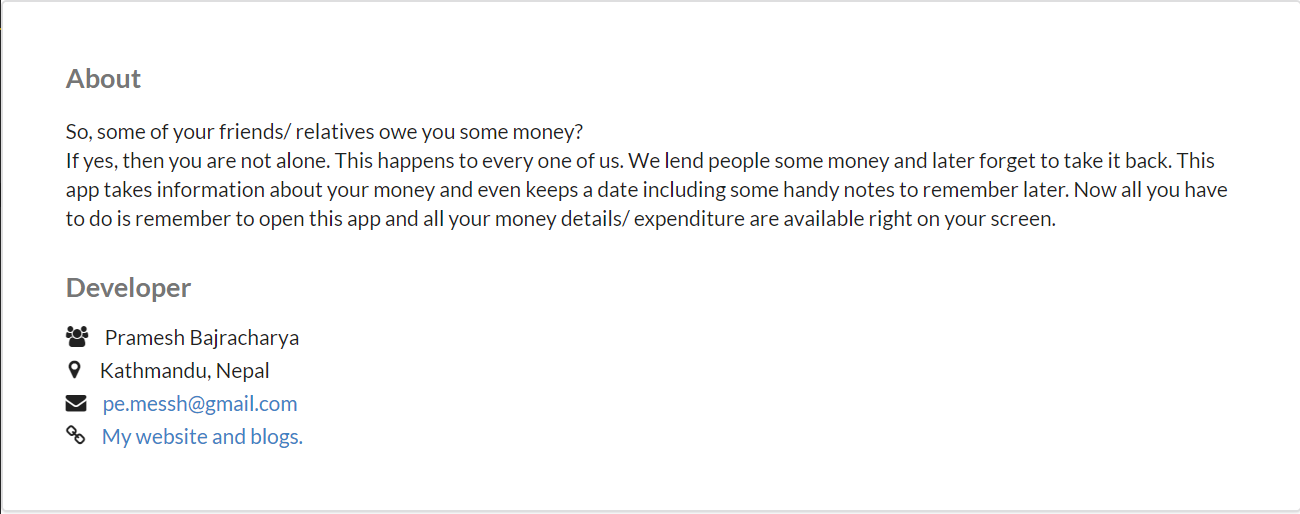 About
So, some of your friends/ relatives owe you some money?
If yes, then you are not alone. This happens to every one of us. We lend people some money and later forget to take it back. This
app takes information about your money and even keeps a date including some handy notes to remember later. Now all you have
to do is remember to open this app and all your money details/ expenditure are available right on your screen.
Developer
Pramesh Bajracharya
Kathmandu, Nepal
pe.messh@gmail.com
My website and blogs.